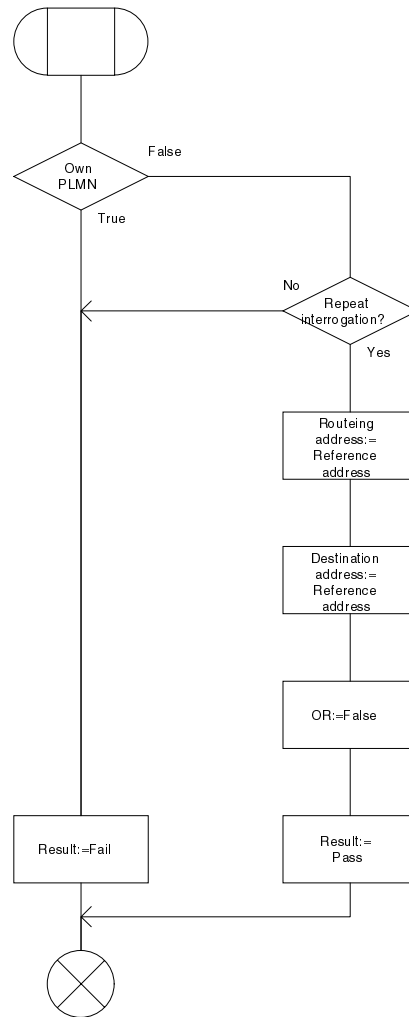 False
Own
PLMN
True
No
Repeat
interrogation?
Yes
Routeing
address:=
Reference
address
Destination
address:=
Reference
address
OR:=False
Result:=Fail
Result:=
Pass